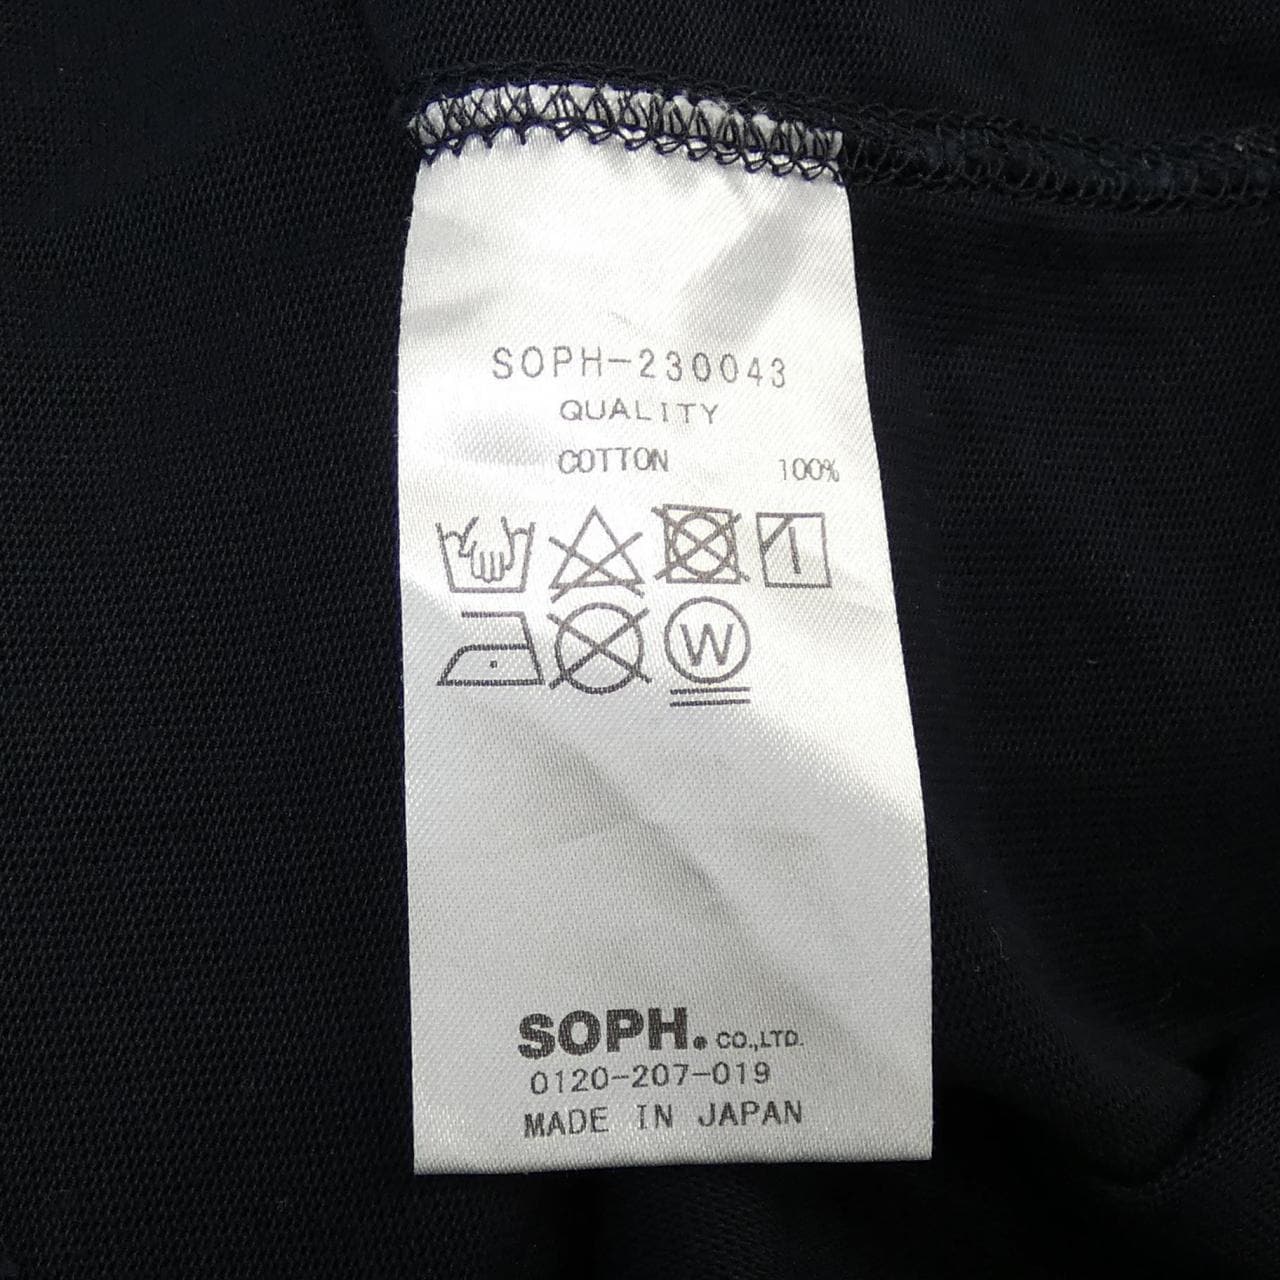 SOPH-230043
QUALITY
COTTON 100%
W
SOPH. CO.,LTD.
0120-207-019
MADE IN JAPAN